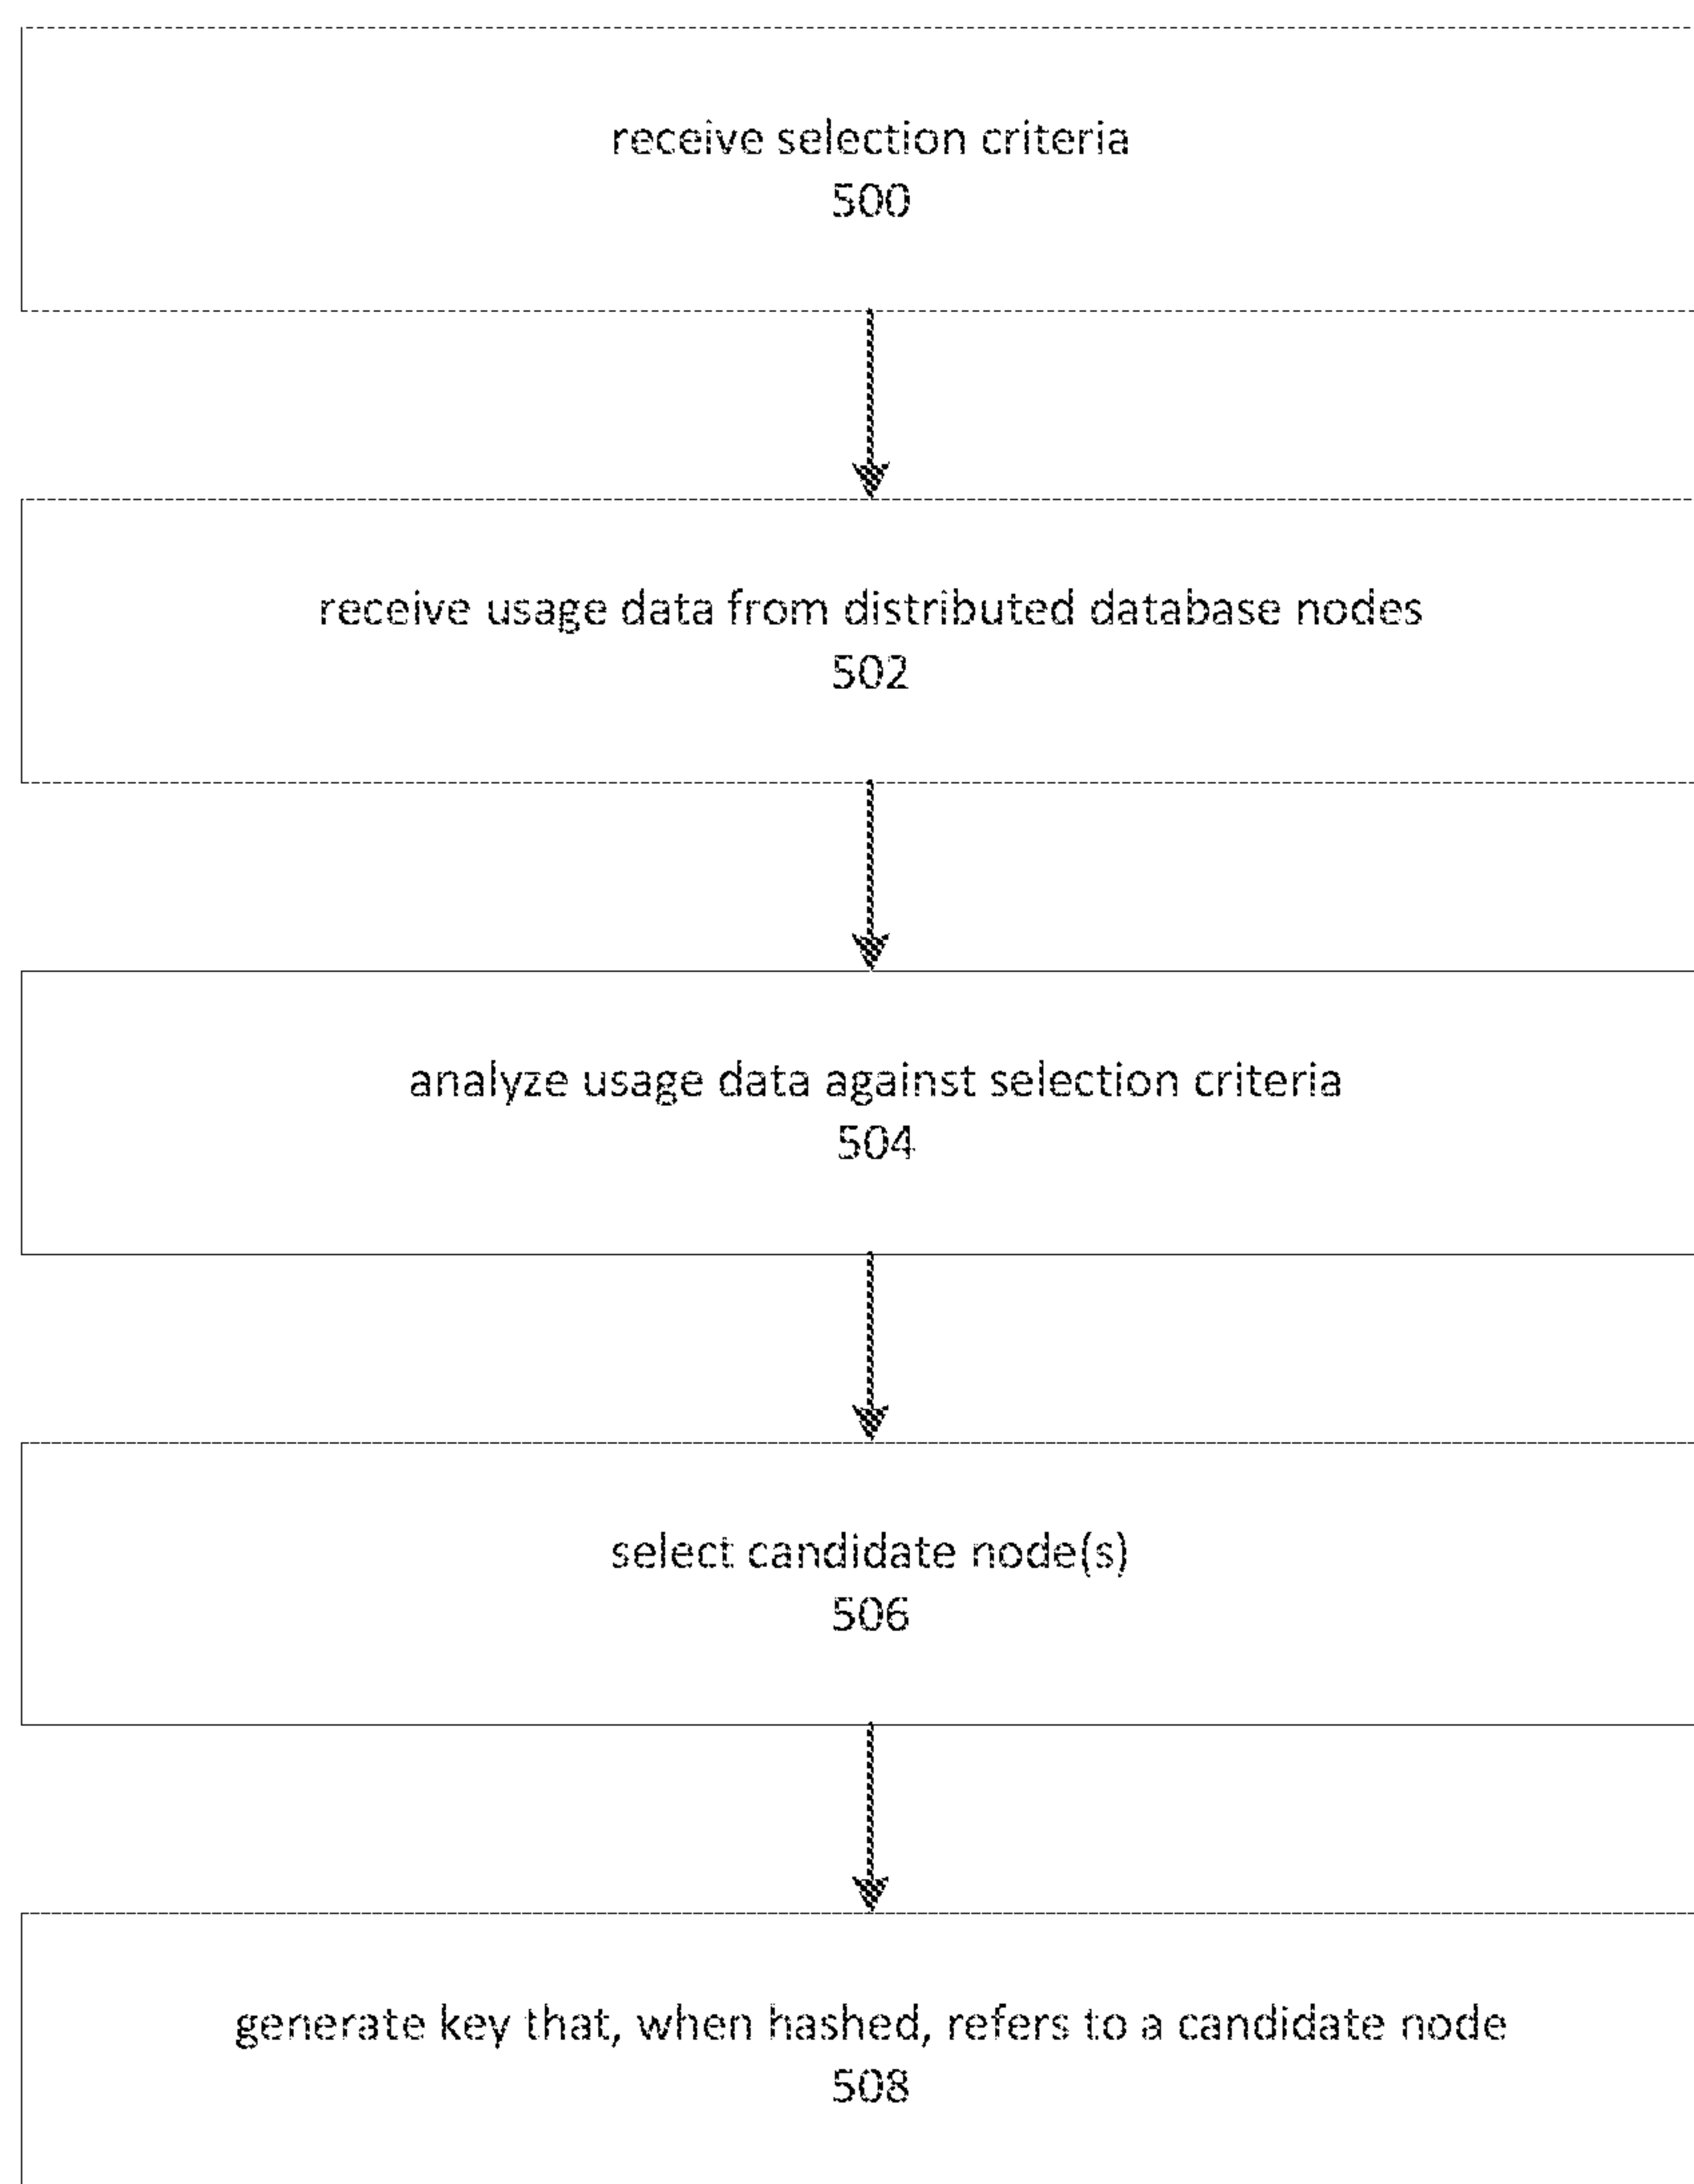 receive selection criteria
500
receive usage data from distributed database nodes
502
analyze usage data against selection criteria
504
select candidate node(s)
506
generate key that, when hashed, refers to a candidate node
508